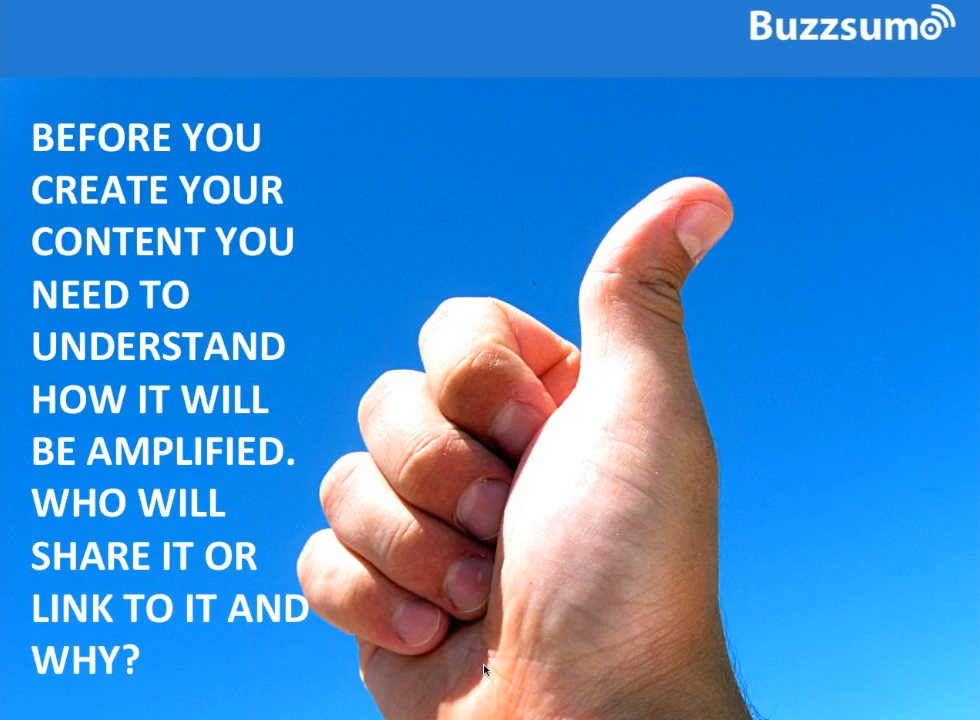 Buzzsumo
BEFORE YOU
CREATE YOUR
CONTENT YOU
NEED TO
UNDERSTAND
HOW IT WILL
BE AMPLIFIED.
WHO WILL
SHARE IT OR
LINK TO IT AND
WHY?